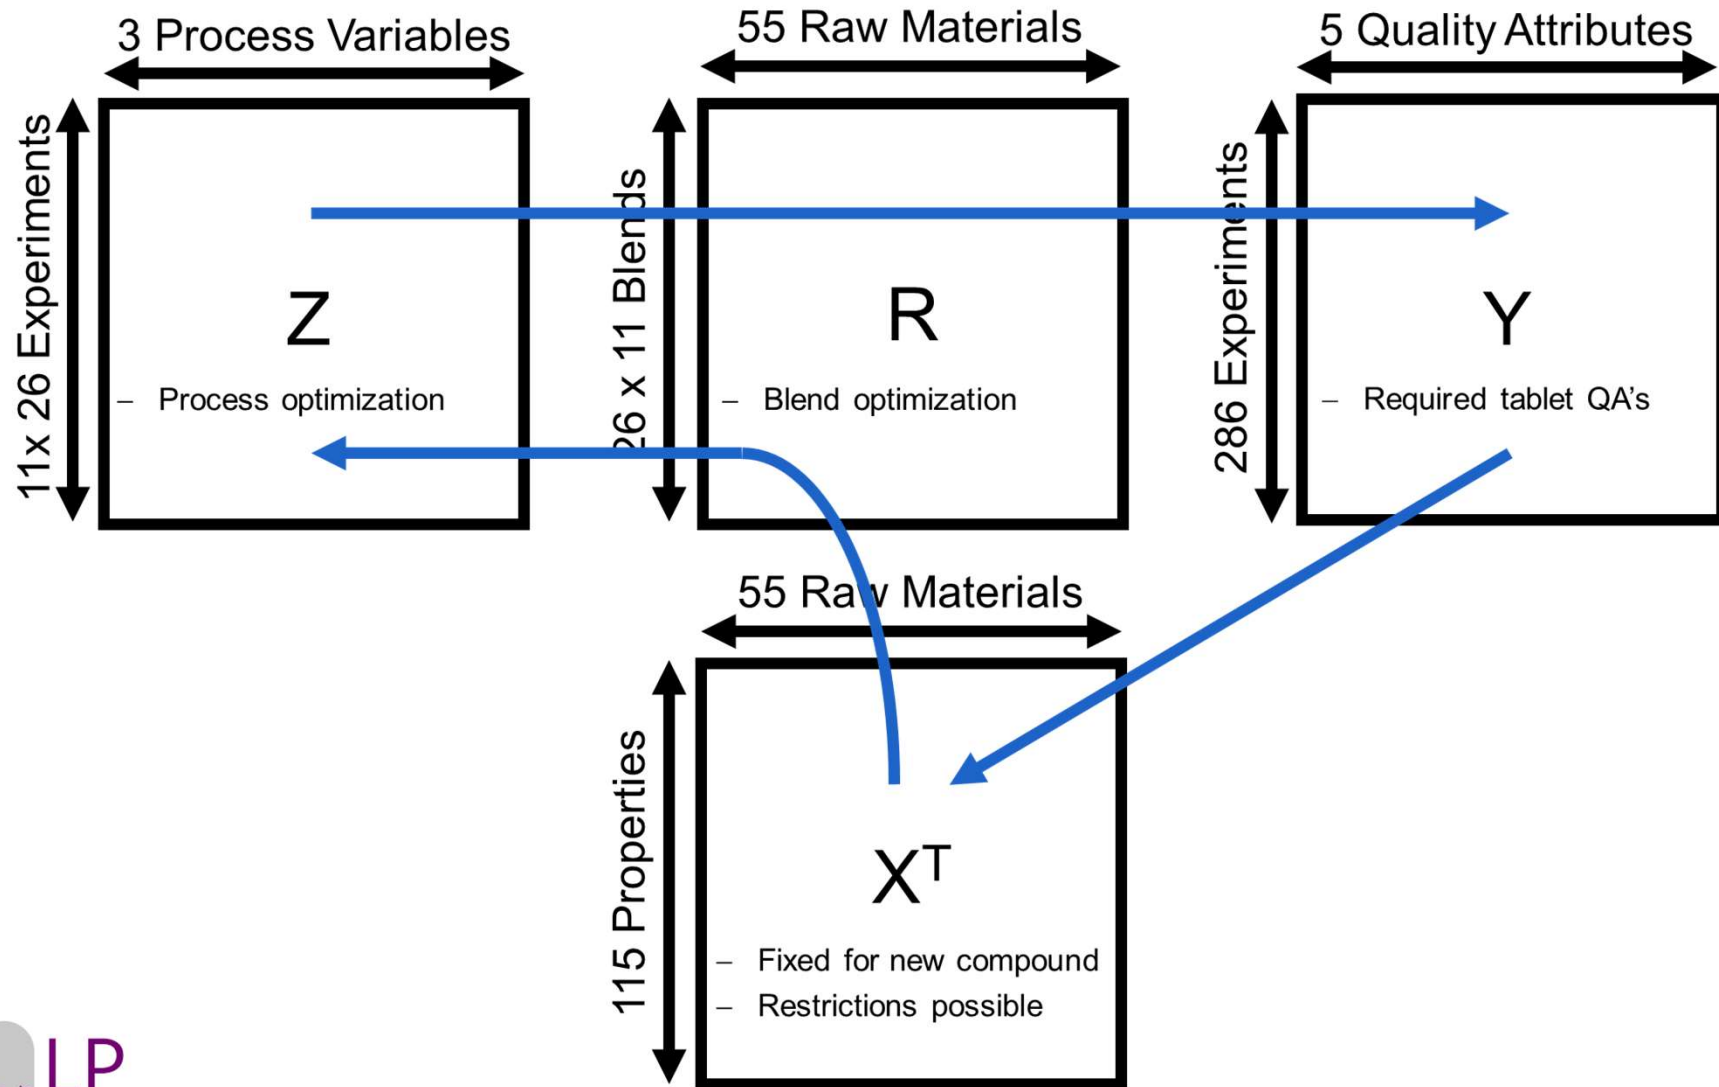 3 Process Variables
55 Raw Materials
5 Quality Attributes
11x 26 Experiments
26 x 11 Blends
286 Experiments
Z
R
Y
– Process optimization
– Blend optimization
– Required tablet QA's
55 Raw Materials
115 Properties
Xᵀ
– Fixed for new compound
– Restrictions possible
LP